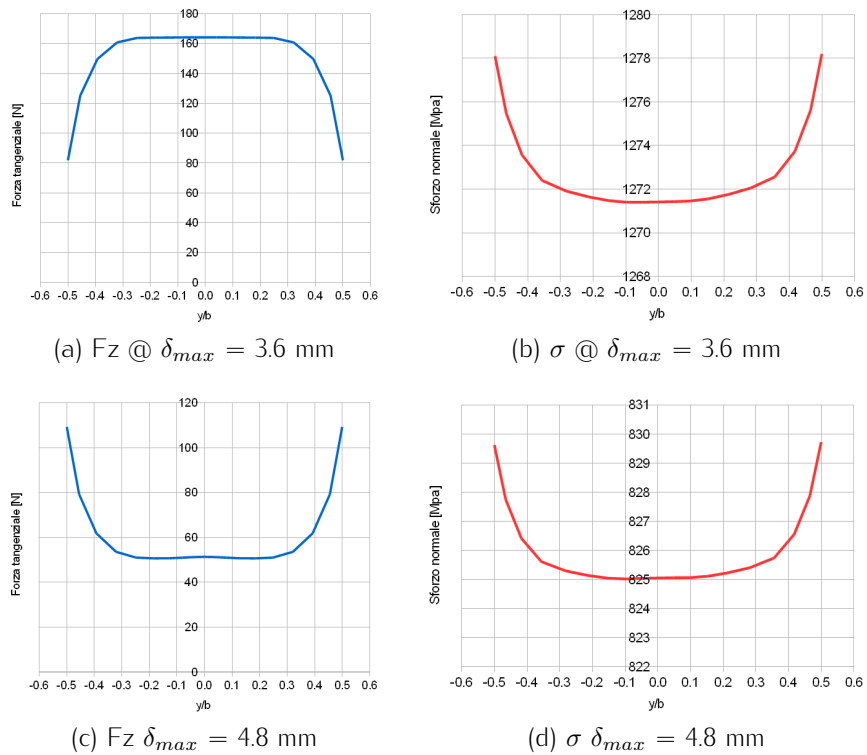 180
160
140
120
100
80
60
40
20
0
-0.6 -0.5 -0.4 -0.3 -0.2 -0.1 0.0 0.1 0.2 0.3 0.4 0.5 0.6
Forza tangenziale [N]
y/b
(a) Fz @ δmax = 3.6 mm
1280
1278
1276
1274
1272
1270
1268
-0.6 -0.5 -0.4 -0.3 -0.2 -0.1 0.0 0.1 0.2 0.3 0.4 0.5 0.6
Sforzo normale [Mpa]
y/b
(b) σ @ δmax = 3.6 mm
120
100
80
60
40
20
0
-0.6 -0.5 -0.4 -0.3 -0.2 -0.1 0.0 0.1 0.2 0.3 0.4 0.5 0.6
Forza tangenziale [N]
y/b
(c) Fz δmax = 4.8 mm
831
830
829
828
827
826
825
824
823
822
-0.6 -0.5 -0.4 -0.3 -0.2 -0.1 0.0 0.1 0.2 0.3 0.4 0.5 0.6
Sforzo normale [Mpa]
y/b
(d) σ δmax = 4.8 mm